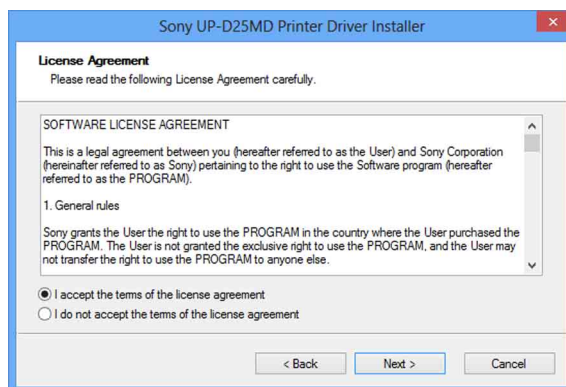 Sony UP-D25MD Printer Driver Installer
License Agreement
Please read the following License Agreement carefully.
SOFTWARE LICENSE AGREEMENT
This is a legal agreement between you (hereafter referred to as the User) and Sony Corporation
(hereinafter referred to as Sony) pertaining to the right to use the Software program (hereafter
referred to as the PROGRAM).
1. General rules
Sony grants the User the right to use the PROGRAM in the country where the User purchased the
PROGRAM. The User is not granted the exclusive right to use the PROGRAM, and the User may
not transfer the right to use the PROGRAM to anyone else.
I accept the terms of the license agreement
I do not accept the terms of the license agreement
< Back
Next >
Cancel